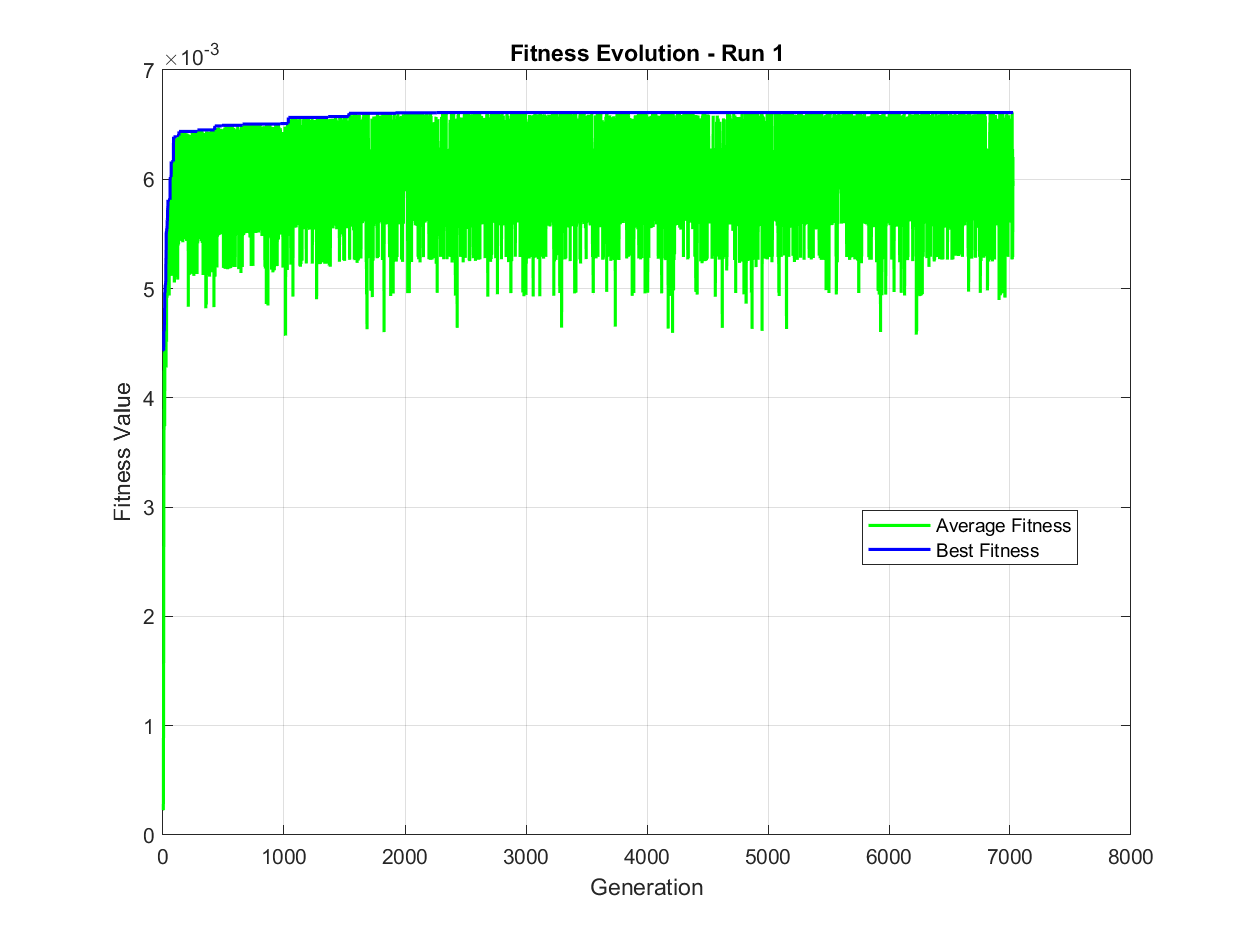 Fitness Evolution - Run 1
×10^-3
7
6
5
4
3
2
1
0
Fitness Value
Average Fitness
Best Fitness
0 1000 2000 3000 4000 5000 6000 7000 8000
Generation